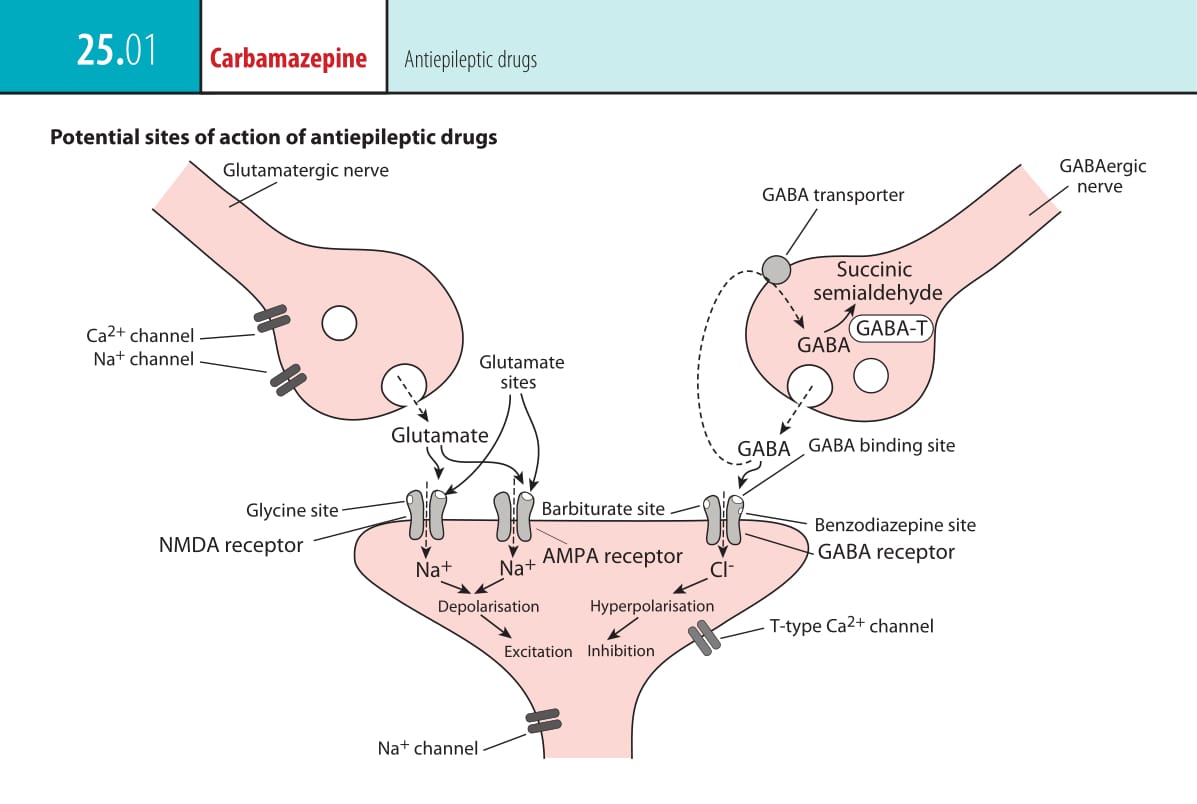 25.01
Carbamazepine
Antiepileptic drugs
Potential sites of action of antiepileptic drugs
Glutamatergic nerve
GABAergic
nerve
GABA transporter
Succinic
semialdehyde
GABA-T
GABA
Ca2+ channel
Na+ channel
Glutamate
sites
Glutamate
GABA
GABA binding site
Glycine site
Barbiturate site
Benzodiazepine site
NMDA receptor
AMPA receptor
GABA receptor
Na+
Na+
Cl-
Depolarisation
Hyperpolarisation
T-type Ca2+ channel
Excitation
Inhibition
Na+ channel